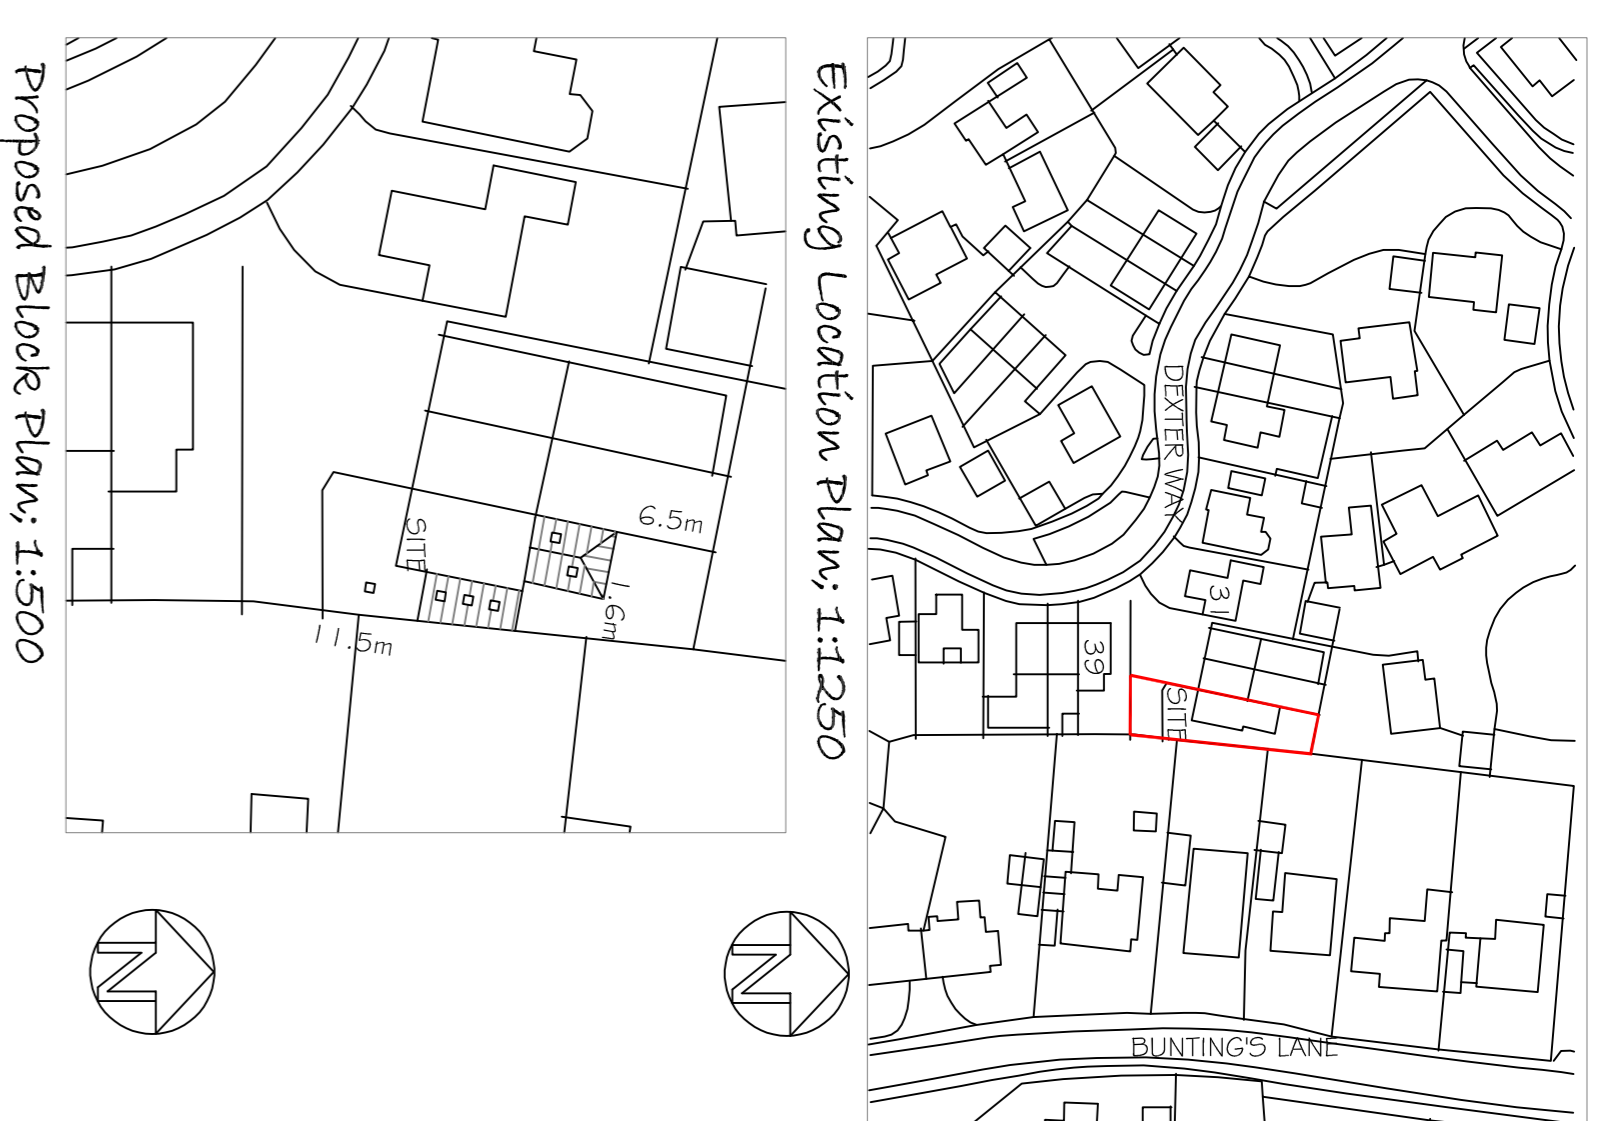 Proposed Block Plan; 1:500
SITE
6.5m
1.6m
11.5m
N
Existing Location Plan; 1:1250
DEXTER WAY
31
39
SITE
N
BUNTING'S LANE